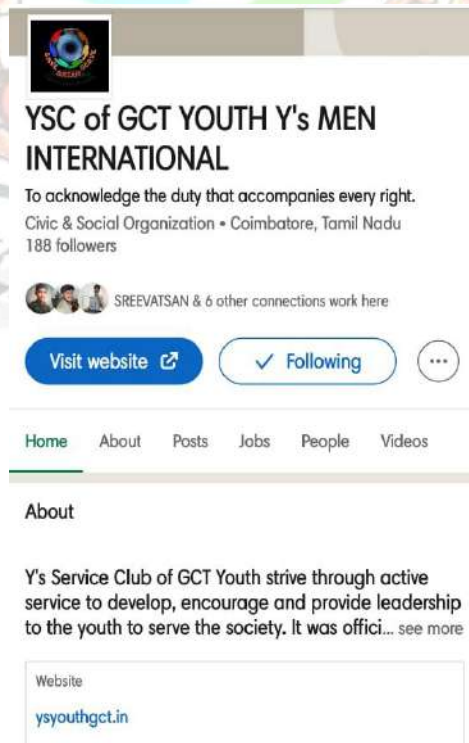 YSC of GCT YOUTH Y's MEN
INTERNATIONAL
To acknowledge the duty that accompanies every right.
Civic & Social Organization • Coimbatore, Tamil Nadu
188 followers
SREEVATSAN & 6 other connections work here
Visit website
Following
Home About Posts Jobs People Videos
About
Y's Service Club of GCT Youth strive through active
service to develop, encourage and provide leadership
to the youth to serve the society. It was offici... see more
Website
ysyouthgct.in